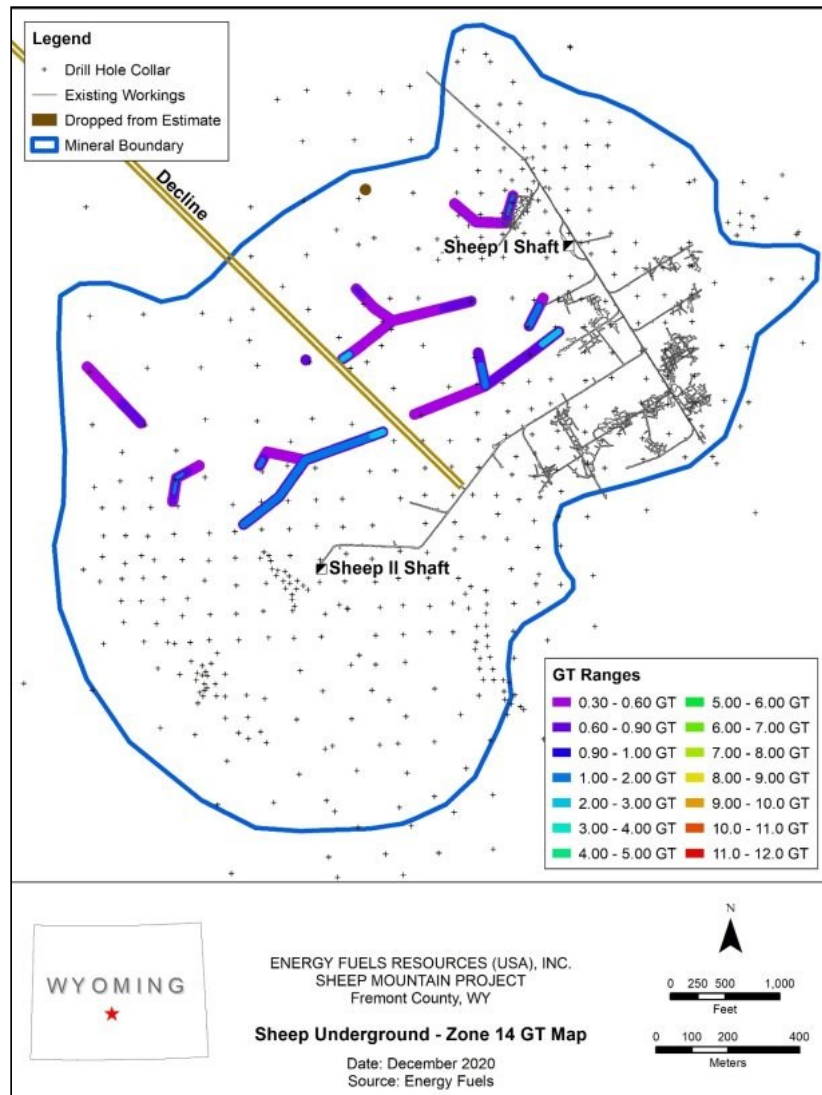 Legend
Drill Hole Collar
Existing Workings
Dropped from Estimate
Mineral Boundary
Decline
Sheep I Shaft
Sheep II Shaft
GT Ranges
0.30 - 0.60 GT
0.60 - 0.90 GT
0.90 - 1.00 GT
1.00 - 2.00 GT
2.00 - 3.00 GT
3.00 - 4.00 GT
4.00 - 5.00 GT
5.00 - 6.00 GT
6.00 - 7.00 GT
7.00 - 8.00 GT
8.00 - 9.00 GT
9.00 - 10.0 GT
10.0 - 11.0 GT
11.0 - 12.0 GT
WYOMING
ENERGY FUELS RESOURCES (USA), INC.
SHEEP MOUNTAIN PROJECT
Fremont County, WY
Sheep Underground - Zone 14 GT Map
Date: December 2020
Source: Energy Fuels
N
0 250 500 1,000
Feet
0 100 200 400
Meters